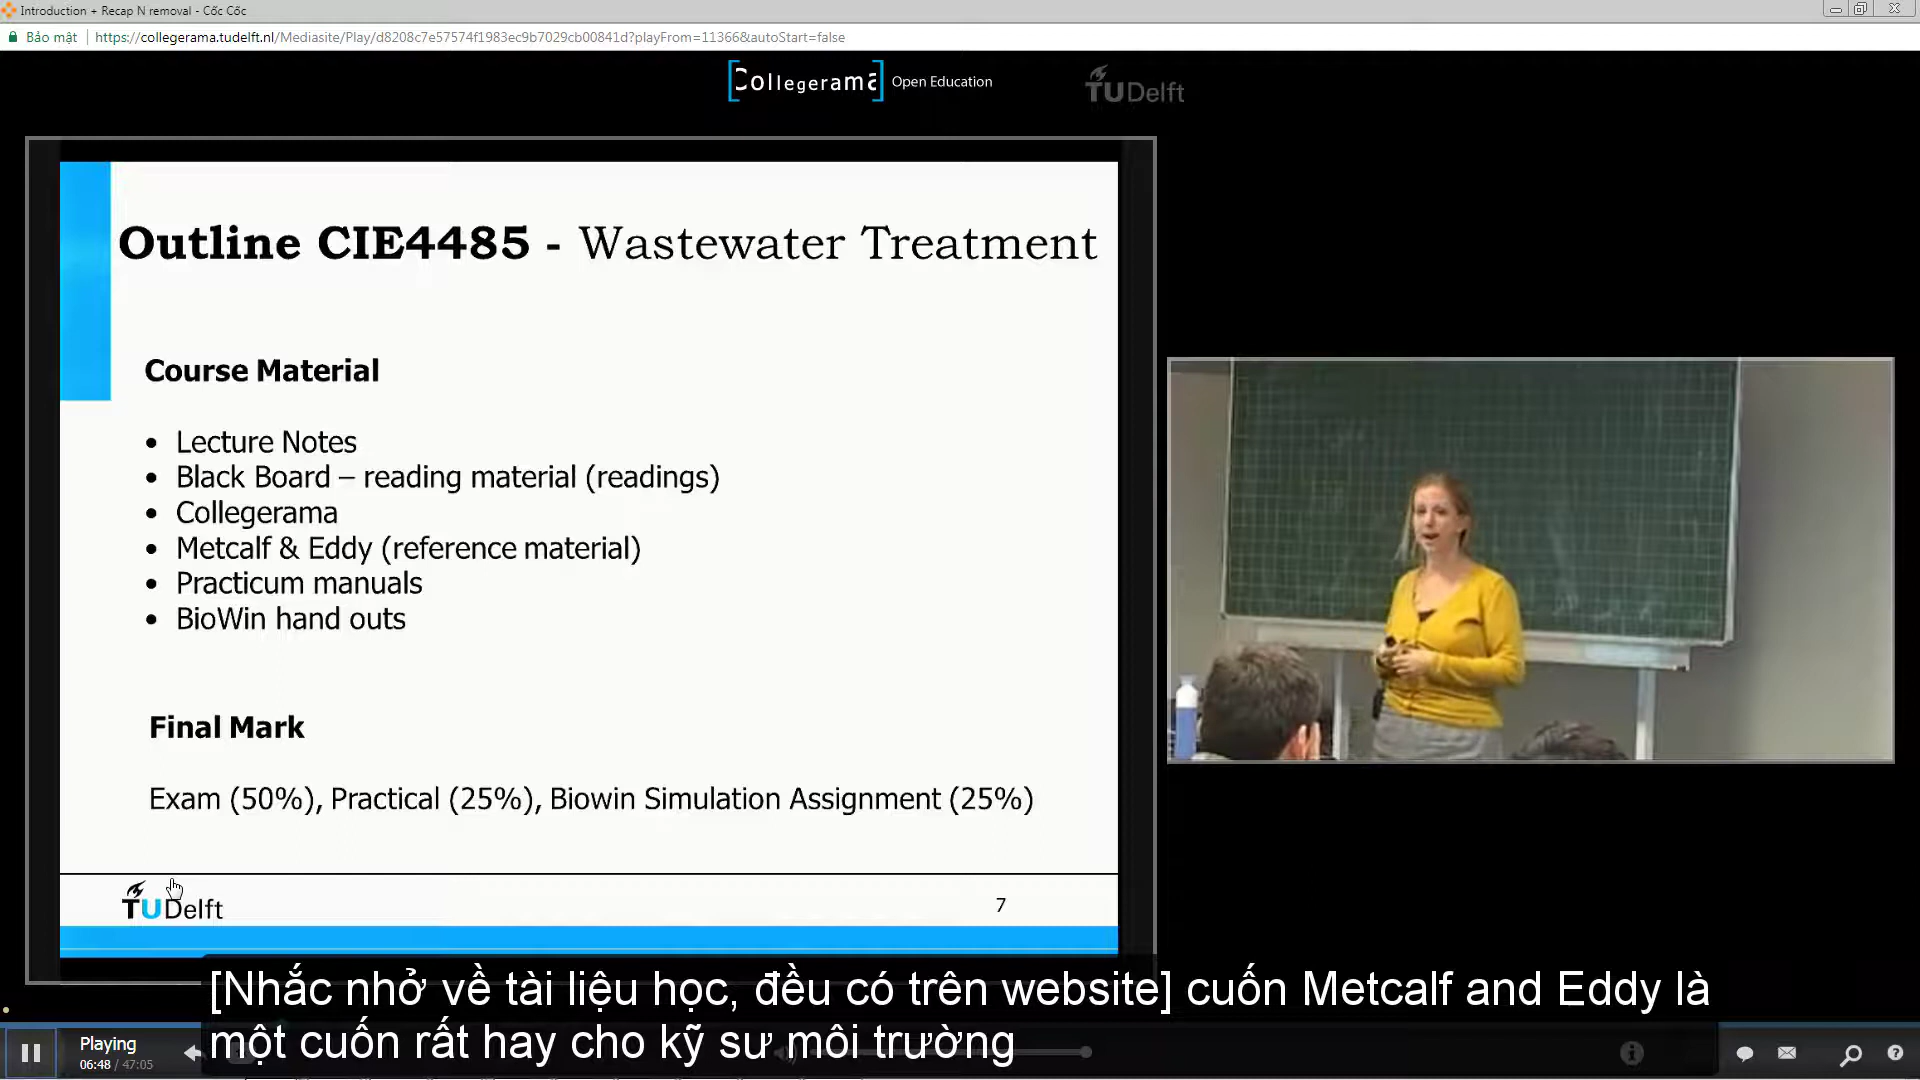 Introduction + Recap N removal - Cốc Cốc
Bảo mật
https://collegerama.tudelft.nl/Mediasite/Play/d8208c7e57574f1983ec9b7029cb00841d?playFrom=11366&autoStart=false
Collegerama Open Education
TUDelft
Outline CIE4485 - Wastewater Treatment
Course Material
• Lecture Notes
• Black Board – reading material (readings)
• Collegerama
• Metcalf & Eddy (reference material)
• Practicum manuals
• BioWin hand outs
Final Mark
Exam (50%), Practical (25%), Biowin Simulation Assignment (25%)
TUDelft
7
[Nhắc nhở về tài liệu học, đều có trên website] cuốn Metcalf and Eddy là
một cuốn rất hay cho kỹ sư môi trường
Playing
06:48 / 47:05